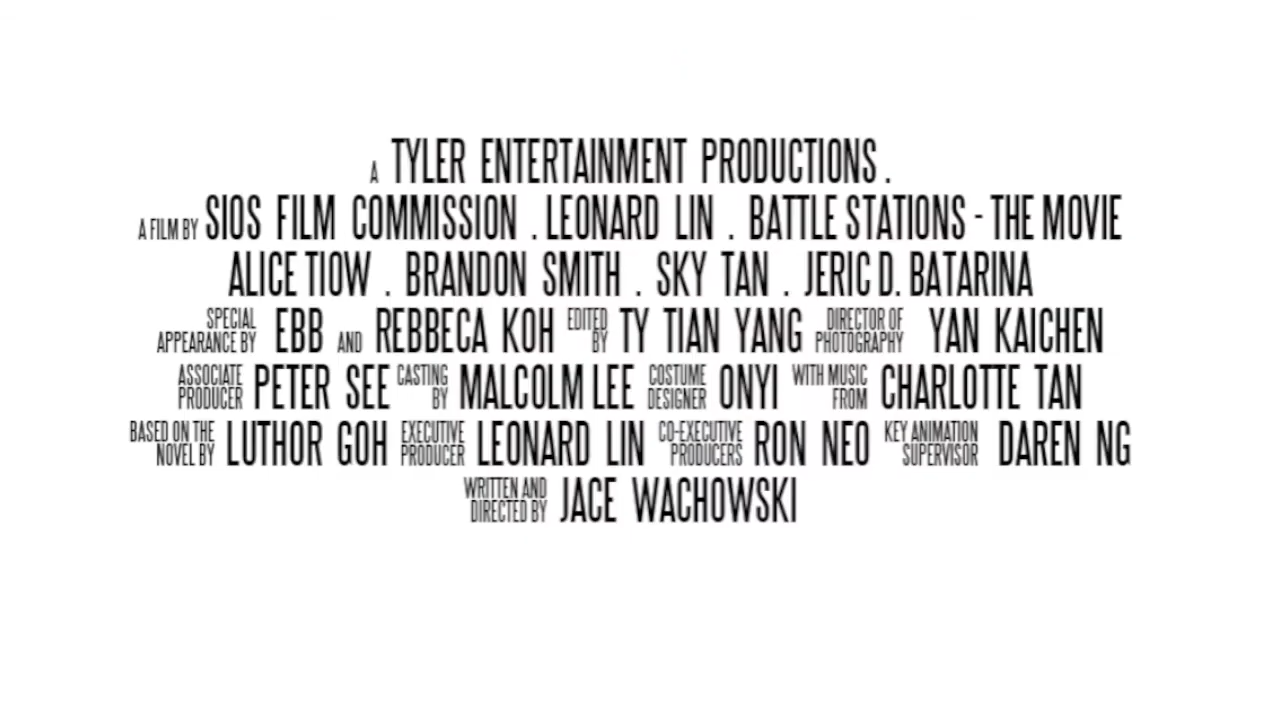 A TYLER ENTERTAINMENT PRODUCTIONS .
A FILM BY SIOS FILM COMMISSION . LEONARD LIN . BATTLE STATIONS - THE MOVIE
ALICE TIOW . BRANDON SMITH . SKY TAN . JERIC D. BATARINA
SPECIAL APPEARANCE BY EBB AND REBBECA KOH EDITED BY TY TIAN YANG DIRECTOR OF PHOTOGRAPHY YAN KAICHEN
ASSOCIATE PRODUCER PETER SEE CASTING BY MALCOLM LEE COSTUME DESIGNER ONYI WITH MUSIC FROM CHARLOTTE TAN
BASED ON THE NOVEL BY LUTHOR GOH EXECUTIVE PRODUCER LEONARD LIN CO-EXECUTIVE PRODUCERS RON NEO KEY ANIMATION SUPERVISOR DAREN NG
WRITTEN AND DIRECTED BY JACE WACHOWSKI